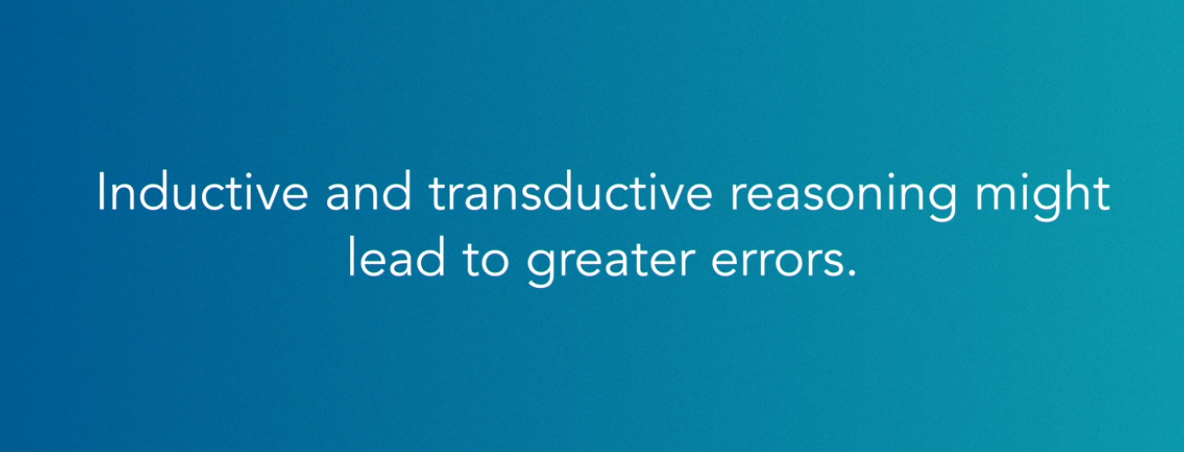 Inductive and transductive reasoning might
lead to greater errors.